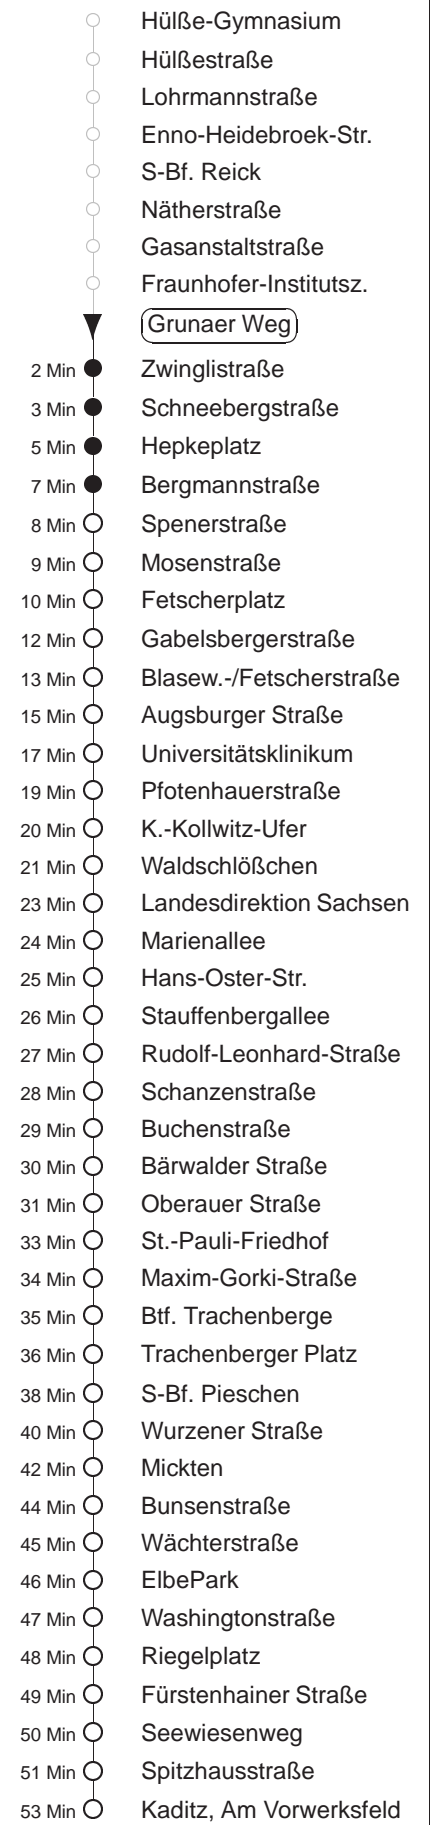 Hülße-Gymnasium
Hülßestraße
Lohrmannstraße
Enno-Heidebroek-Str.
S-Bf. Reick
Nätherstraße
Gasanstaltstraße
Fraunhofer-Institutsz.
Grunaer Weg
2 Min Zwinglistraße
3 Min Schneebergstraße
5 Min Hepkeplatz
7 Min Bergmannstraße
8 Min Spenerstraße
9 Min Mosenstraße
10 Min Fetscherplatz
12 Min Gabelsbergerstraße
13 Min Blasew.-/Fetscherstraße
15 Min Augsburger Straße
17 Min Universitätsklinikum
19 Min Pfotenhauerstraße
20 Min K.-Kollwitz-Ufer
21 Min Waldschlößchen
23 Min Landesdirektion Sachsen
24 Min Marienallee
25 Min Hans-Oster-Str.
26 Min Stauffenbergallee
27 Min Rudolf-Leonhard-Straße
28 Min Schanzenstraße
29 Min Buchenstraße
30 Min Bärwalder Straße
31 Min Oberauer Straße
33 Min St.-Pauli-Friedhof
34 Min Maxim-Gorki-Straße
35 Min Btf. Trachenberge
36 Min Trachenberger Platz
38 Min S-Bf. Pieschen
40 Min Wurzener Straße
42 Min Mickten
44 Min Bunsenstraße
45 Min Wächterstraße
46 Min ElbePark
47 Min Washingtonstraße
48 Min Riegelplatz
49 Min Fürstenhainer Straße
50 Min Seewiesenweg
51 Min Spitzhausstraße
53 Min Kaditz, Am Vorwerksfeld